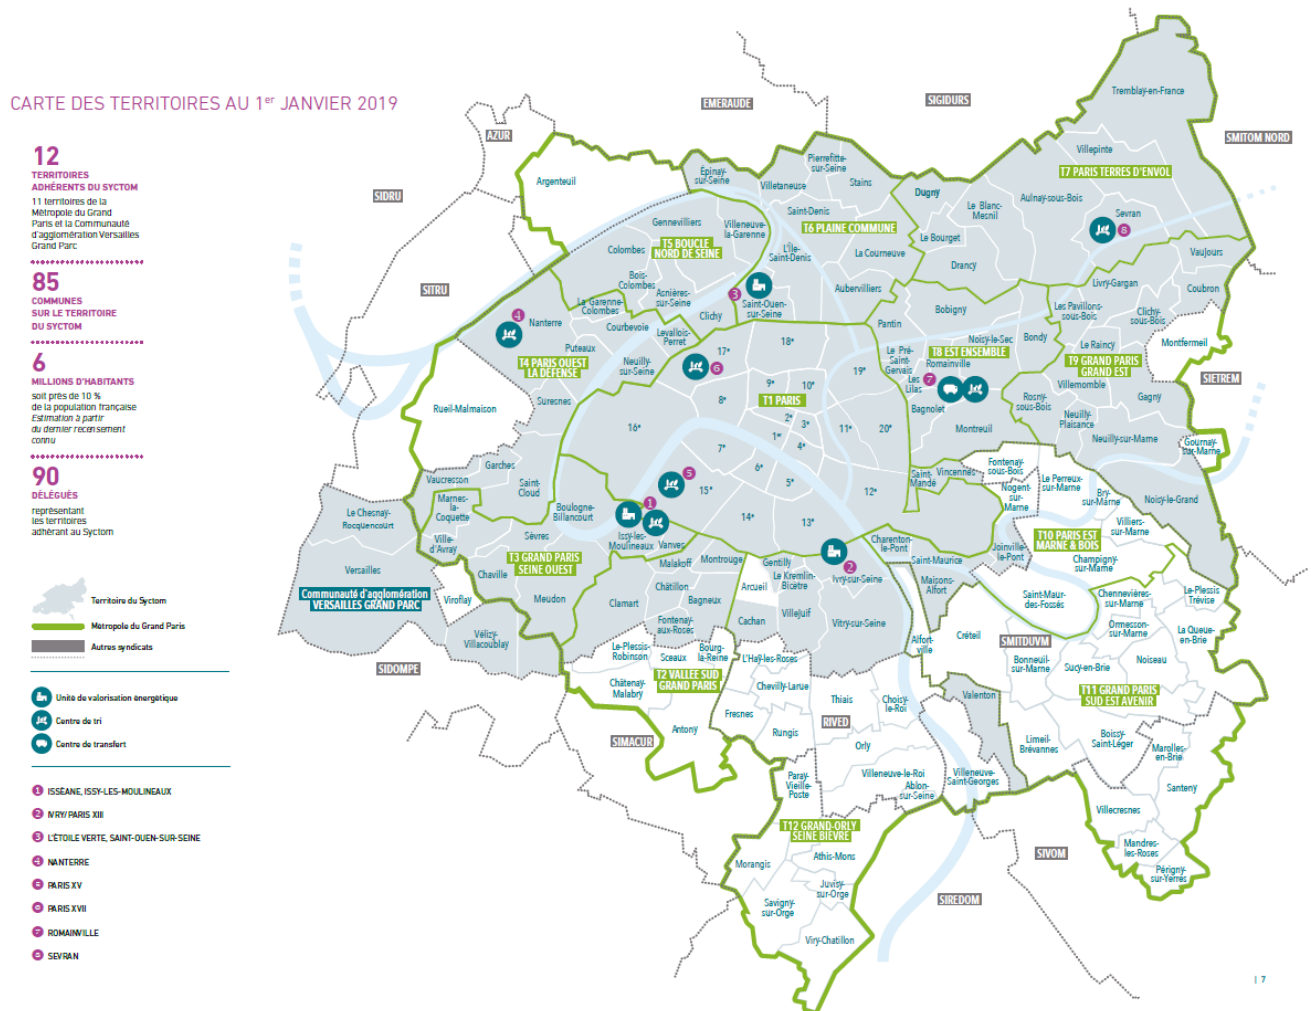 CARTE DES TERRITOIRES AU 1er JANVIER 2019
12
TERRITOIRES
ADHÉRENTS DU SYCTOM
11 territoires de la
Métropole du Grand
Paris et la Communauté
d'agglomération Versailles
Grand Parc
85
COMMUNES
SUR LE TERRITOIRE
DU SYCTOM
6
MILLIONS D'HABITANTS
soit près de 10 %
de la population française
Estimation à partir
du dernier recensement
connu
90
DÉLÉGUÉS
représentant
les territoires
adhérant au Syctom
Territoire du Syctom
Métropole du Grand Paris
Autres syndicats
Unité de valorisation énergétique
Centre de tri
Centre de transfert
1 ISSÉANE, ISSY-LES-MOULINEAUX
2 IVRY/PARIS XIII
3 L'ÉTOILE VERTE, SAINT-OUEN-SUR-SEINE
4 NANTERRE
5 PARIS XV
6 PARIS XVII
7 ROMAINVILLE
8 SEVRAN
EMERAUDE
SIGIDURS
AZUR
SMITOM NORD
SIDRU
SITRU
SIETREM
SIDOMPE
SIMACUR
RIVED
SMITDUVM
SIVOM
SIREDOM
Tremblay-en-France
Villepinte
T7 PARIS TERRES D'ENVOL
Aulnay-sous-Bois
Sevran
8
Le Blanc-
Mesnil
Dugny
Le Bourget
Drancy
Argenteuil
Épinay-
sur-Seine
Pierrefitte-
sur-Seine
Villetaneuse
Stains
Saint-Denis
T6 PLAINE COMMUNE
L'Île-
Saint-Denis
La Courneuve
Aubervilliers
3
Saint-Ouen-
sur-Seine
Gennevilliers
Villeneuve-
la-Garenne
T5 BOUCLE
NORD DE SEINE
Colombes
Bois-
Colombes
Asnières-
sur-Seine
Clichy
La Garenne-
Colombes
4
Nanterre
Courbevoie
Levallois-
Perret
Puteaux
Neuilly-
sur-Seine
T4 PARIS OUEST
LA DÉFENSE
Suresnes
Rueil-Malmaison
Garches
Vaucresson
Saint-
Cloud
Vaujours
Livry-Gargan
Coubron
Les Pavillons-
sous-Bois
Clichy-
sous-Bois
Montfermeil
Le Raincy
T9 GRAND PARIS
GRAND EST
Villemomble
Gagny
Rosny-
sous-Bois
Neuilly-
Plaisance
Neuilly-sur-Marne
Gournay-
sur-Marne
Noisy-le-Grand
Bobigny
Pantin
Noisy-le-Sec
Bondy
Le Pré-
Saint-
Gervais
T8 EST ENSEMBLE
Romainville
Les
Lilas
7
Bagnolet
Montreuil
17e
6
18e
19e
9e
10e
8e
T1 PARIS
2e
3e
16e
1er
4e
11e
20e
7e
6e
5e
5
15e
12e
14e
13e
Marnes-
la-
Coquette
Ville-
d'Avray
Sèvres
Boulogne-
Billancourt
1
Issy-les-
Moulineaux
Vanves
T3 GRAND PARIS
SEINE OUEST
Chaville
Meudon
Le Chesnay-
Rocquencourt
Versailles
Communauté d'agglomération
VERSAILLES GRAND PARC
Viroflay
Vélizy-
Villacoublay
Malakoff
Montrouge
Châtillon
Clamart
Bagneux
Fontenay-
aux-Roses
Le-Plessis-
Robinson
Sceaux
Bourg-
la-Reine
T2 VALLEE SUD
GRAND PARIS
Châtenay-
Malabry
Antony
Gentilly
Arcueil
Le Kremlin-
Bicêtre
2
Ivry-sur-Seine
Cachan
VilleJuif
Vitry-sur-Seine
L'Haÿ-les-Roses
Chevilly-Larue
Fresnes
Rungis
Thiais
Choisy-
le-Roi
Orly
Villeneuve-le-Roi
Ablon-
sur-Seine
Villeneuve-
Saint-Georges
Valenton
Paray-
Vieille-
Poste
T12 GRAND-ORLY
SEINE BIEVRE
Morangis
Athis-Mons
Juvisy-
sur-Orge
Savigny-
sur-Orge
Viry-Chatillon
Saint-
Mandé
Vincennes
Fontenay-
sous-Bois
Nogent-
sur-
Marne
Le Perreux-
sur-Marne
Bry-
sur-
Marne
Villiers-
sur-Marne
T10 PARIS EST
MARNE & BOIS
Charenton-
le-Pont
Saint-Maurice
Joinville-
le-Pont
Champigny-
sur-Marne
Maisons-
Alfort
Saint-Maur-
des-Fossés
Chennevières-
sur-Marne
Le-Plessis-
Trévise
Ormesson-
sur-Marne
La Queue-
en-Brie
Alfort-
ville
Créteil
Bonneuil-
sur-Marne
Sucy-en-Brie
Noiseau
T11 GRAND PARIS
SUD EST AVENIR
Limeil-
Brévannes
Boissy-
Saint-Léger
Marolles-
en-Brie
Santeny
Villecresnes
Mandres-
les-Roses
Périgny-
sur-Yerres
| 7